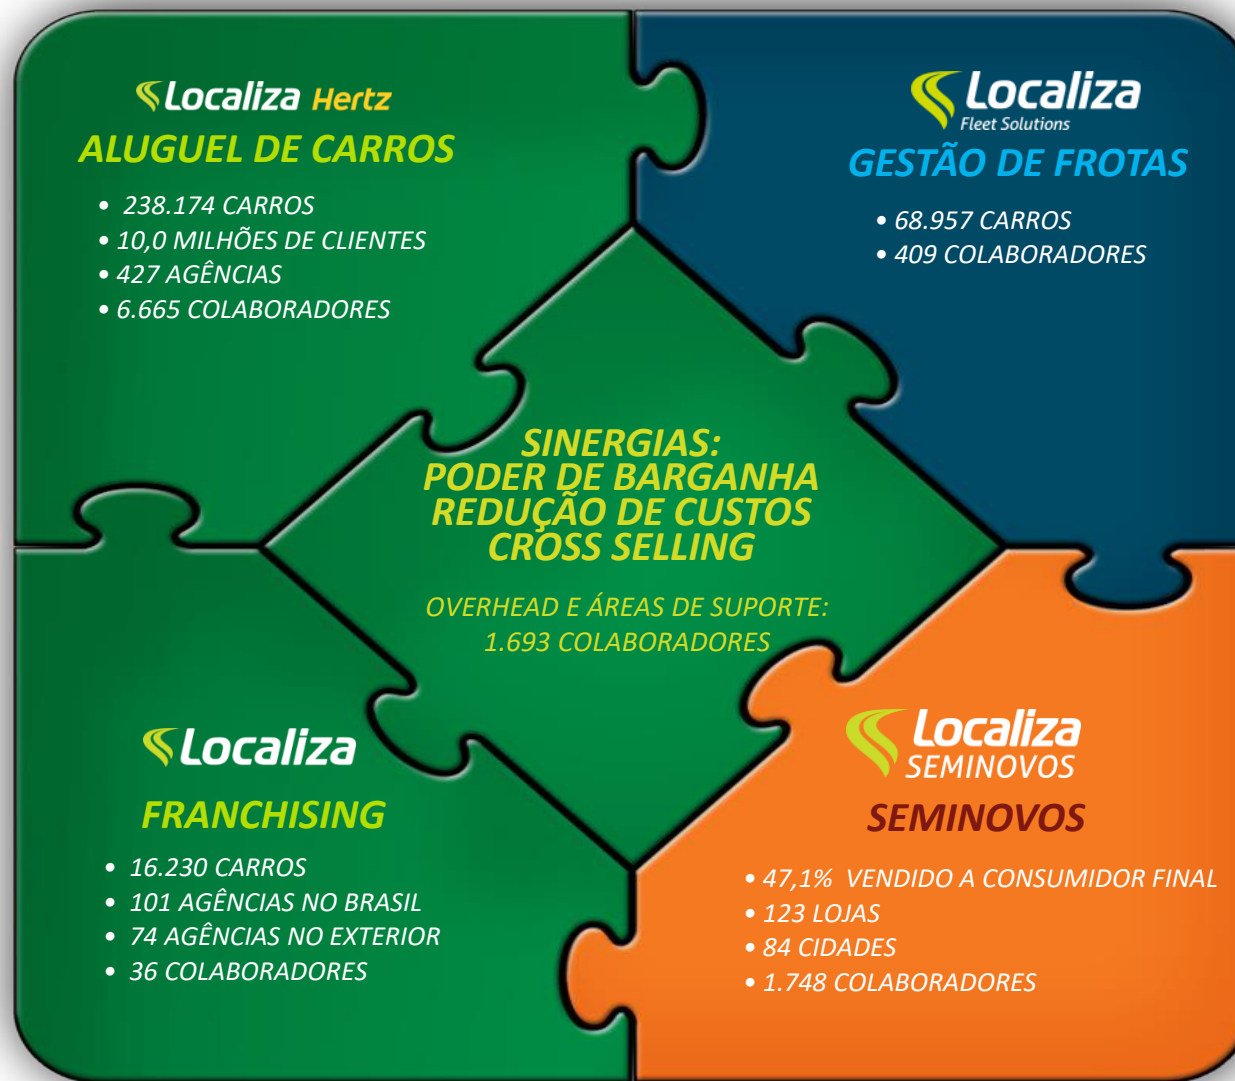 Localiza Hertz
ALUGUEL DE CARROS
• 238.174 CARROS
• 10,0 MILHÕES DE CLIENTES
• 427 AGÊNCIAS
• 6.665 COLABORADORES
Localiza
Fleet Solutions
GESTÃO DE FROTAS
• 68.957 CARROS
• 409 COLABORADORES
SINERGIAS:
PODER DE BARGANHA
REDUÇÃO DE CUSTOS
CROSS SELLING
OVERHEAD E ÁREAS DE SUPORTE:
1.693 COLABORADORES
Localiza
FRANCHISING
• 16.230 CARROS
• 101 AGÊNCIAS NO BRASIL
• 74 AGÊNCIAS NO EXTERIOR
• 36 COLABORADORES
Localiza
SEMINOVOS
SEMINOVOS
• 47,1% VENDIDO A CONSUMIDOR FINAL
• 123 LOJAS
• 84 CIDADES
• 1.748 COLABORADORES